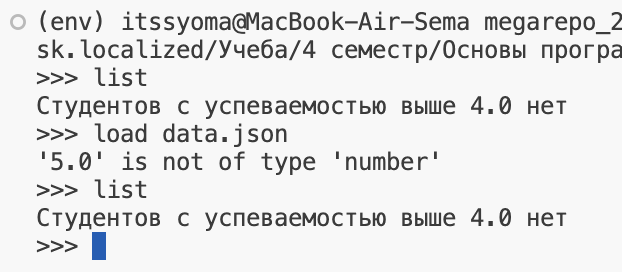 (env) itssyoma@MacBook-Air-Sema megarepo_2
sk.localized/Учеба/4 семестр/Основы програ
>>> list
Студентов с успеваемостью выше 4.0 нет
>>> load data.json
'5.0' is not of type 'number'
>>> list
Студентов с успеваемостью выше 4.0 нет
>>>